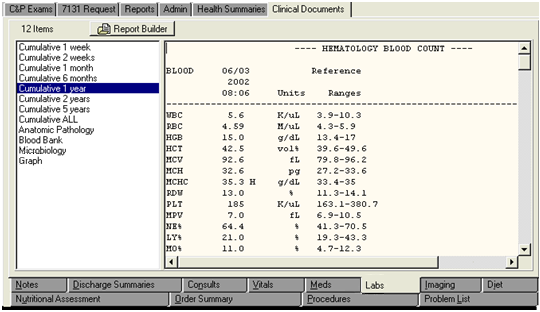 C&P Exams 7131 Request Reports Admin Health Summaries Clinical Documents
12 Items Report Builder
Cumulative 1 week
Cumulative 2 weeks
Cumulative 1 month
Cumulative 6 months
Cumulative 1 year
Cumulative 2 years
Cumulative 5 years
Cumulative ALL
Anatomic Pathology
Blood Bank
Microbiology
Graph
---- HEMATOLOGY BLOOD COUNT ----
BLOOD 06/03 Reference
2002
08:06 Units Ranges
WBC 5.6 K/uL 3.9-10.3
RBC 4.59 M/uL 4.3-5.9
HGB 15.0 g/dL 13.4-17
HCT 42.5 vol% 39.6-49.6
MCV 92.6 fL 79.8-96.2
MCH 32.6 pg 27.2-33.6
MCHC 35.3 H g/dL 33.4-35
RDW 13.0 % 11.3-14.1
PLT 185 K/uL 163.1-380.7
MPV 7.0 fL 6.9-10.5
NE% 64.4 % 41.3-70.5
LY% 21.0 % 19.3-43.3
MO% 11.0 % 4.7-12.3
Notes Discharge Summaries Consults Vitals Meds Labs Imaging Diet
Nutritional Assessment Order Summary Procedures Problem List